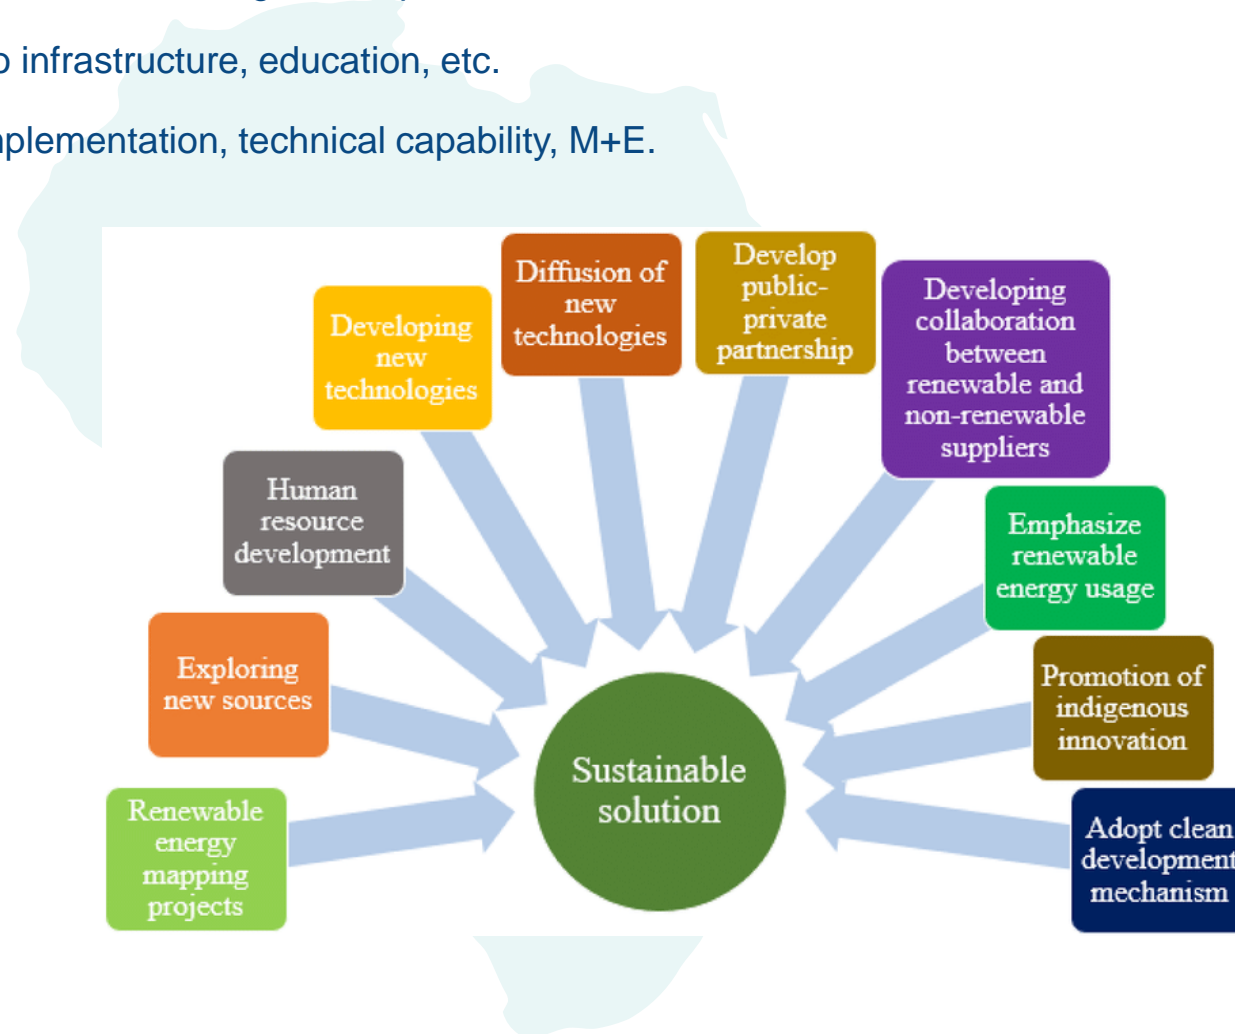 infrastructure, education, etc.
technical capability, M+E.
Diffusion of
new
technologies
Develop
public-
private
partnership
Developing
collaboration
between
renewable and
non-renewable
suppliers
Developing
new
technologies
Human
resource
development
Emphasize
renewable
energy usage
Exploring
new sources
Promotion of
indigenous
innovation
Sustainable
solution
Renewable
energy
mapping
projects
Adopt clean
development
mechanism